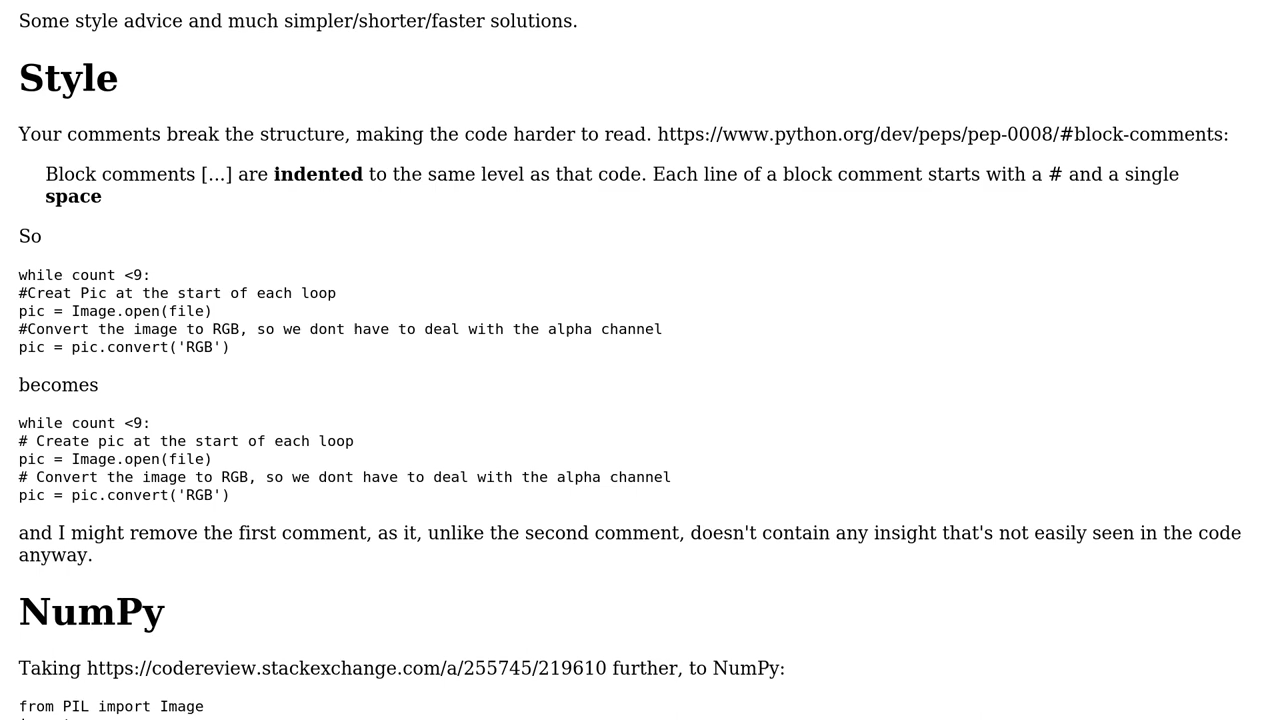 Some style advice and much simpler/shorter/faster solutions.
Style
Your comments break the structure, making the code harder to read. https://www.python.org/dev/peps/pep-0008/#block-comments:
Block comments [...] are indented to the same level as that code. Each line of a block comment starts with a # and a single
space
So
while count <9:
#Creat Pic at the start of each loop
pic = Image.open(file)
#Convert the image to RGB, so we dont have to deal with the alpha channel
pic = pic.convert('RGB')
becomes
while count <9:
# Create pic at the start of each loop
pic = Image.open(file)
# Convert the image to RGB, so we dont have to deal with the alpha channel
pic = pic.convert('RGB')
and I might remove the first comment, as it, unlike the second comment, doesn't contain any insight that's not easily seen in the code
anyway.
NumPy
Taking https://codereview.stackexchange.com/a/255745/219610 further, to NumPy:
from PIL import Image